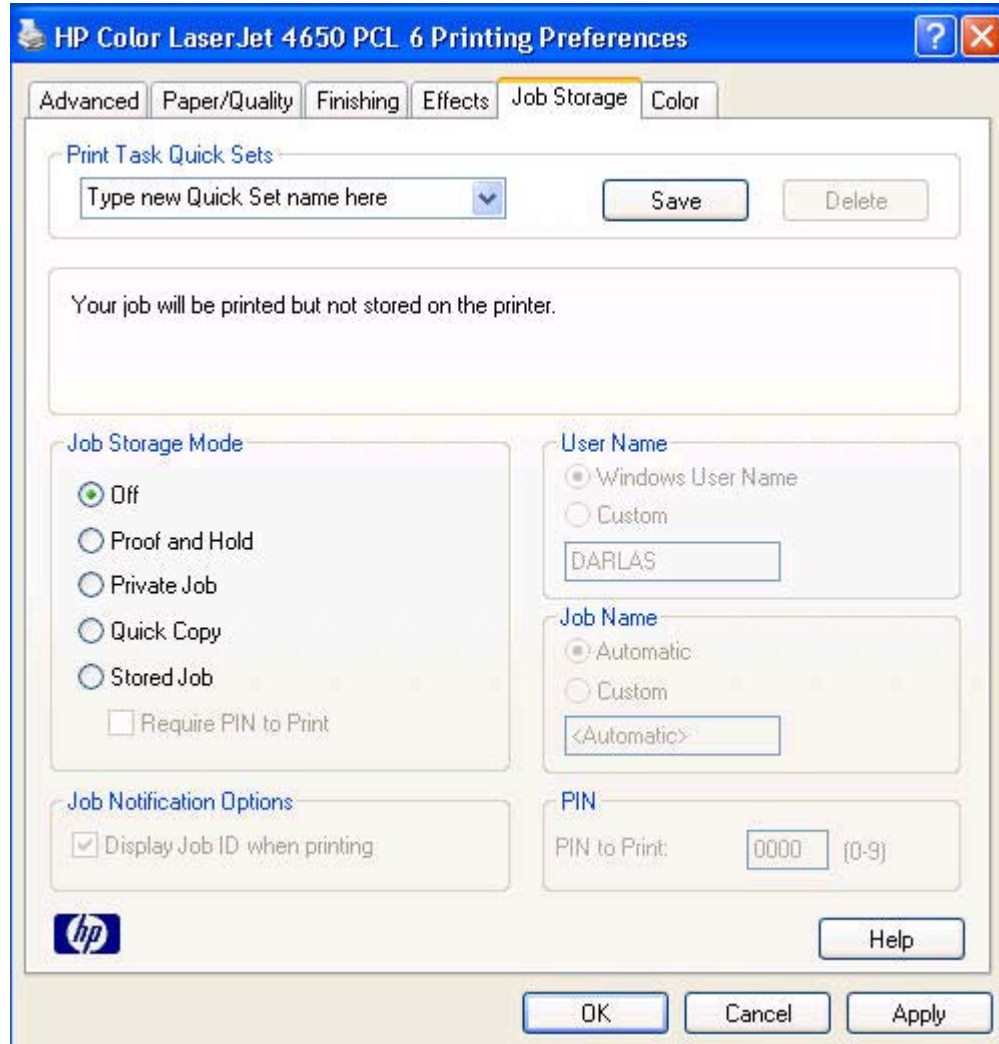 HP Color LaserJet 4650 PCL 6 Printing Preferences
Advanced Paper/Quality Finishing Effects Job Storage Color
Print Task Quick Sets
Type new Quick Set name here Save Delete
Your job will be printed but not stored on the printer.
Job Storage Mode
Off
Proof and Hold
Private Job
Quick Copy
Stored Job
Require PIN to Print
User Name
Windows User Name
Custom
DARLAS
Job Name
Automatic
Custom
<Automatic>
Job Notification Options
Display Job ID when printing
PIN
PIN to Print: 0000 (0-9)
hp
Help
OK Cancel Apply